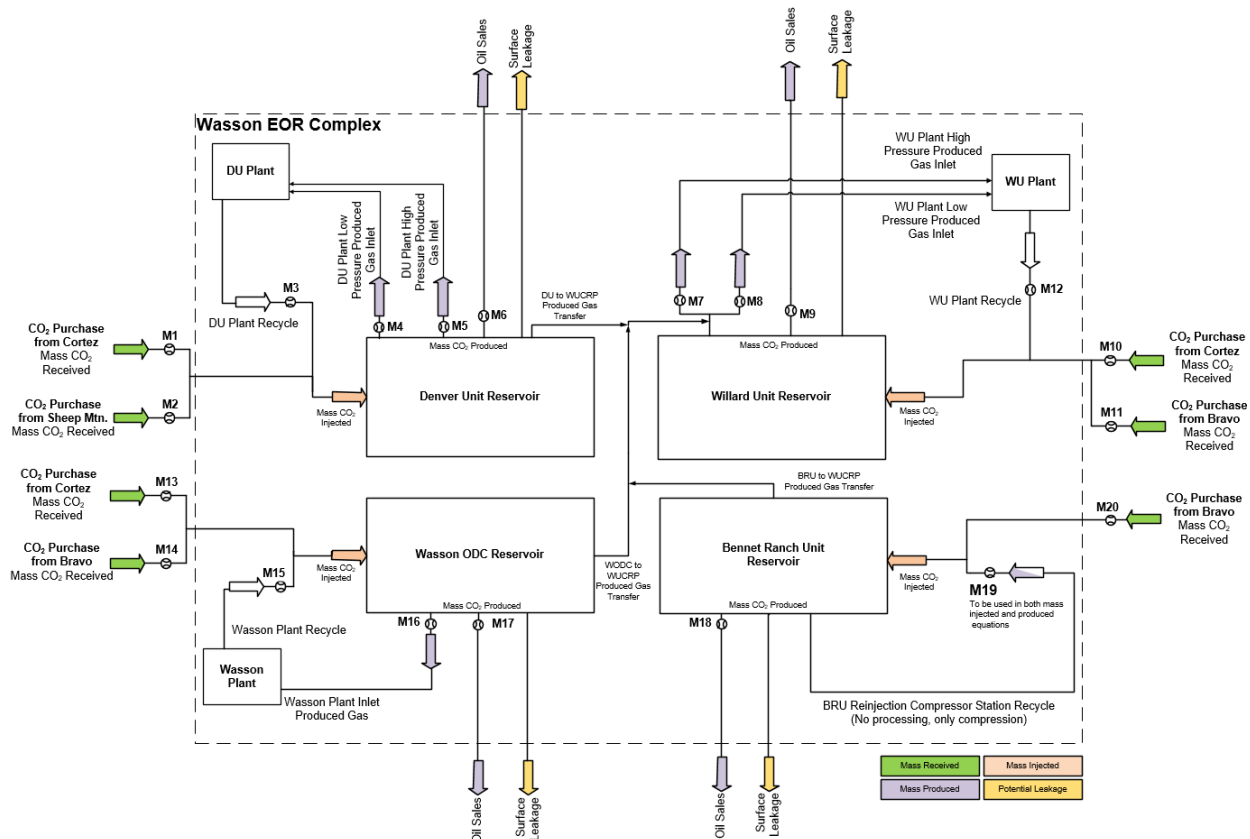 Oil Sales
Surface
Leakage
Oil Sales
Surface
Leakage
Wasson EOR Complex
DU Plant
DU Plant Low
Pressure Produced
Gas Inlet
DU Plant High
Pressure Produced
Gas Inlet
WU Plant High
Pressure Produced
Gas Inlet
WU Plant Low
Pressure Produced
Gas Inlet
WU Plant
M3
DU Plant Recycle
M4
M5
M6
DU to WUCRP
Produced Gas
Transfer
M7
M8
M9
WU Plant Recycle
M12
CO₂ Purchase
from Cortez
Mass CO₂
Received
M1
CO₂ Purchase
from Sheep Mtn.
Mass CO₂ Received
M2
Mass CO₂
Injected
Mass CO₂ Produced
Denver Unit Reservoir
Mass CO₂ Produced
Willard Unit Reservoir
Mass CO₂
Injected
M10
CO₂ Purchase
from Cortez
Mass CO₂
Received
M11
CO₂ Purchase
from Bravo
Mass CO₂
Received
CO₂ Purchase
from Cortez
Mass CO₂
Received
M13
CO₂ Purchase
from Bravo
Mass CO₂ Received
M14
M15
Mass CO₂
Injected
Wasson ODC Reservoir
Mass CO₂ Produced
WODC to
WUCRP
Produced Gas
Transfer
BRU to WUCRP
Produced Gas Transfer
Bennet Ranch Unit
Reservoir
Mass CO₂ Produced
Mass CO₂
Injected
M20
CO₂ Purchase
from Bravo
Mass CO₂
Received
M19
To be used in both mass
injected and produced
equations
Wasson Plant Recycle
Wasson
Plant
M16
M17
Wasson Plant Inlet
Produced Gas
M18
BRU Reinjection Compressor Station Recycle
(No processing, only compression)
Oil Sales
Surface
Leakage
Oil Sales
Surface
Leakage
Mass Received
Mass Injected
Mass Produced
Potential Leakage